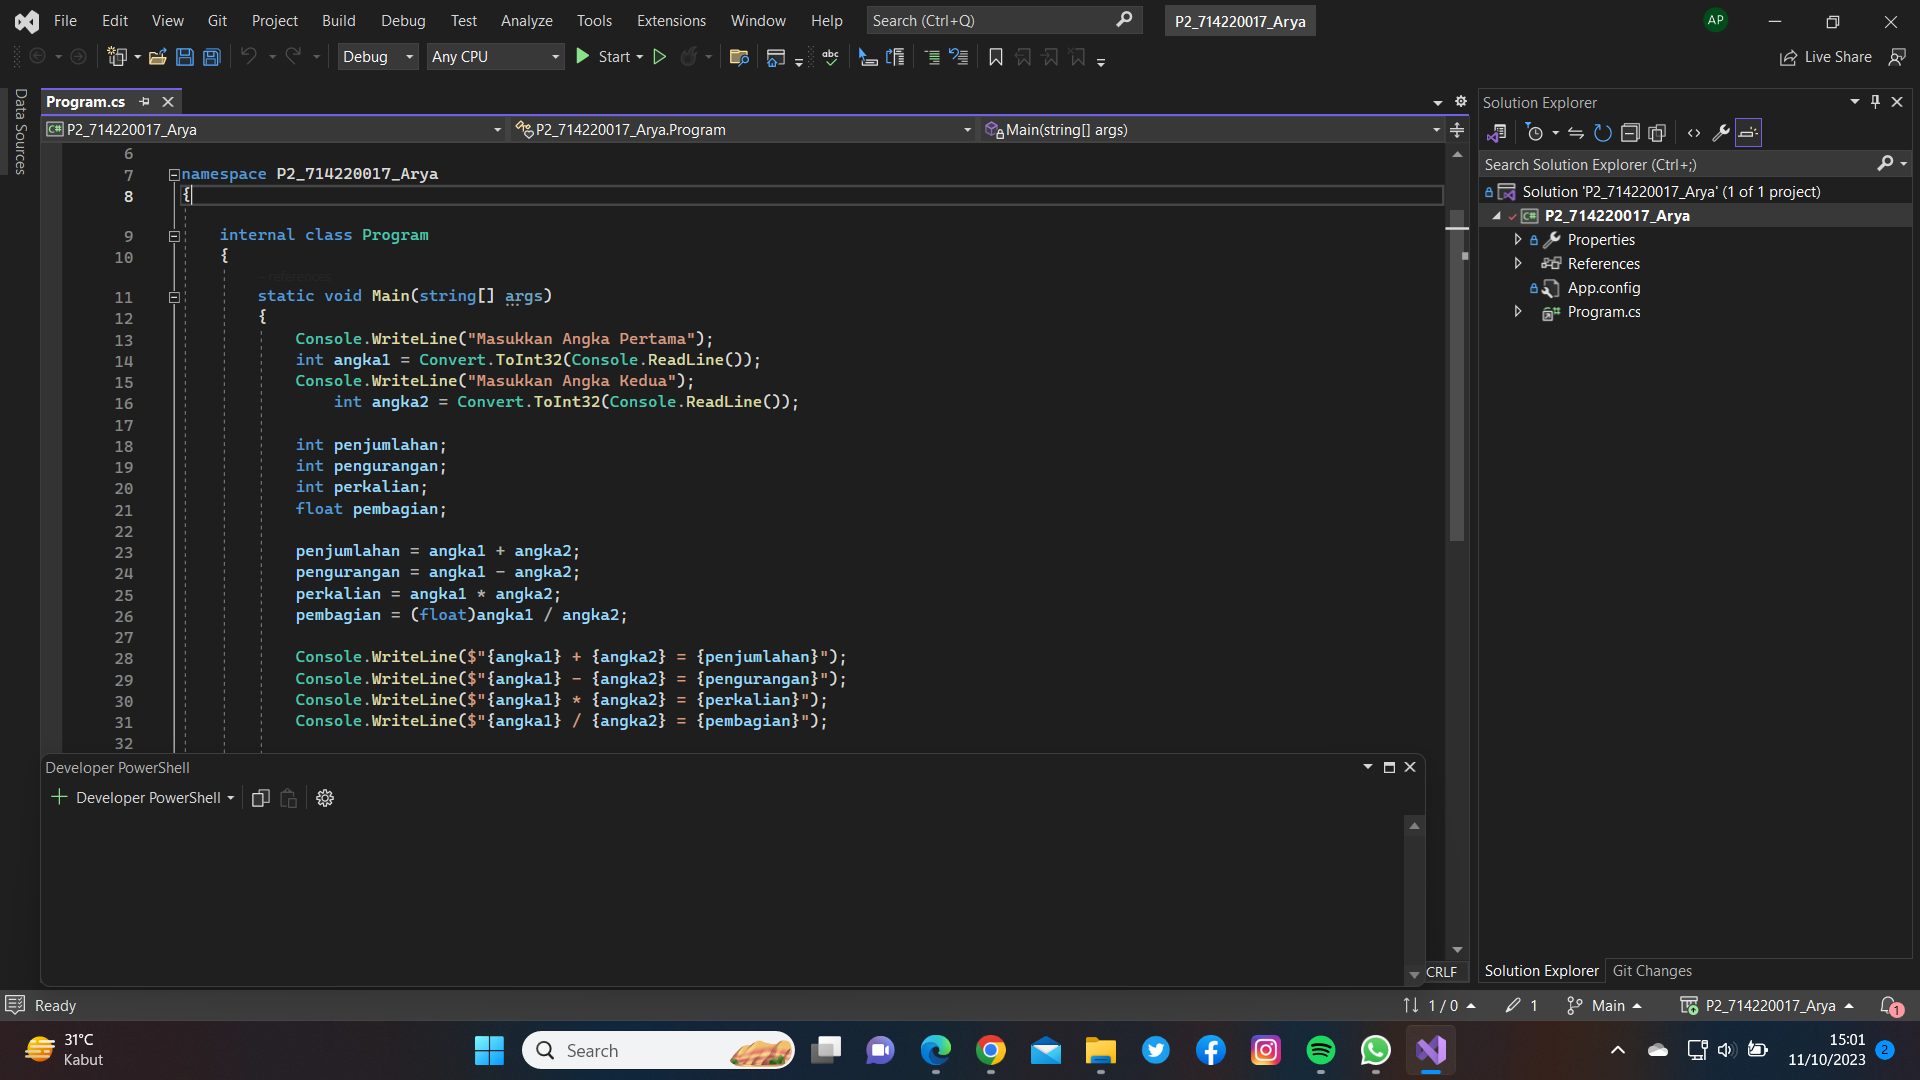 File Edit View Git Project Build Debug Test Analyze Tools Extensions Window Help Search (Ctrl+Q) P2_714220017_Arya AP
Debug Any CPU Start abc Live Share
Data Sources
Program.cs
P2_714220017_Arya P2_714220017_Arya.Program Main(string[] args)
6
7 namespace P2_714220017_Arya
8 {
9 internal class Program
10 {
- references
11 static void Main(string[] args)
12 {
13 Console.WriteLine("Masukkan Angka Pertama");
14 int angka1 = Convert.ToInt32(Console.ReadLine());
15 Console.WriteLine("Masukkan Angka Kedua");
16 int angka2 = Convert.ToInt32(Console.ReadLine());
17
18 int penjumlahan;
19 int pengurangan;
20 int perkalian;
21 float pembagian;
22
23 penjumlahan = angka1 + angka2;
24 pengurangan = angka1 - angka2;
25 perkalian = angka1 * angka2;
26 pembagian = (float)angka1 / angka2;
27
28 Console.WriteLine($"{angka1} + {angka2} = {penjumlahan}");
29 Console.WriteLine($"{angka1} - {angka2} = {pengurangan}");
30 Console.WriteLine($"{angka1} * {angka2} = {perkalian}");
31 Console.WriteLine($"{angka1} / {angka2} = {pembagian}");
32
Developer PowerShell
Developer PowerShell
CRLF
Solution Explorer
Search Solution Explorer (Ctrl+;)
Solution 'P2_714220017_Arya' (1 of 1 project)
C# P2_714220017_Arya
Properties
References
App.config
C# Program.cs
Solution Explorer Git Changes
Ready 1 / 0 1 Main P2_714220017_Arya 1
31°C
Kabut
Search
15:01
11/10/2023
2